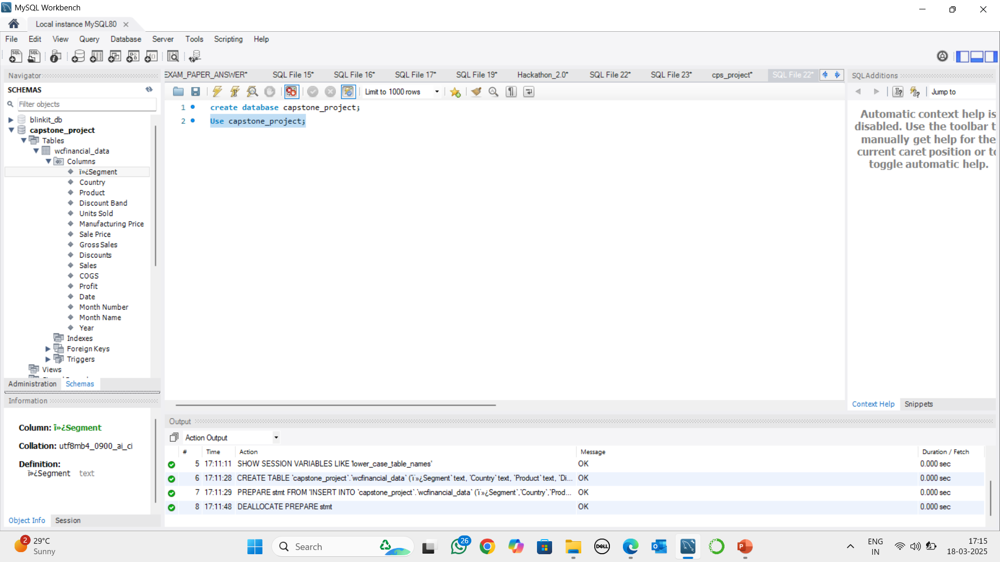 MySQL Workbench
Local instance MySQL80
File Edit View Query Database Server Tools Scripting Help
Navigator
SCHEMAS
Filter objects
blinkit_db
capstone_project
Tables
wcfinancial_data
Columns
ï»¿Segment
Country
Product
Discount Band
Units Sold
Manufacturing Price
Sale Price
Gross Sales
Discounts
Sales
COGS
Profit
Date
Month Number
Month Name
Year
Indexes
Foreign Keys
Triggers
Views
Administration Schemas
Information
Column: ï»¿Segment
Collation: utf8mb4_0900_ai_ci
Definition:
ï»¿Segment text
Object Info Session
EXAM_PAPER_ANSWER* SQL File 15* SQL File 16* SQL File 17* SQL File 19* Hackathon_2.0* SQL File 22* SQL File 23* cps_project* SQL File 22*
Limit to 1000 rows
1 create database capstone_project;
2 Use capstone_project;
SQLAdditions
Jump to
Automatic context help is
disabled. Use the toolbar t
manually get help for the
current caret position or to
toggle automatic help.
Context Help Snippets
Output
Action Output
# Time Action Message Duration / Fetch
5 17:11:11 SHOW SESSION VARIABLES LIKE 'lower_case_table_names' OK 0.000 sec
6 17:11:28 CREATE TABLE `capstone_project`.`wcfinancial_data` (`ï»¿Segment` text, `Country` text, `Product` text, `Di... OK 0.000 sec
7 17:11:29 PREPARE stmt FROM 'INSERT INTO `capstone_project`.`wcfinancial_data` (`ï»¿Segment`,`Country`,`Prod... OK 0.000 sec
8 17:11:48 DEALLOCATE PREPARE stmt OK 0.000 sec
2
29°C
Sunny
Search
26
DELL
ENG
IN
17:15
18-03-2025